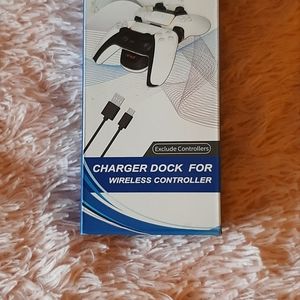 Exclude Controllers
CHARGER DOCK FOR
WIRELESS CONTROLLER